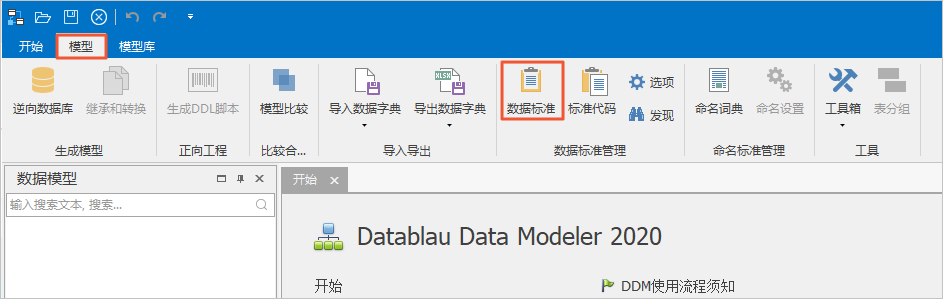 开始 模型 模型库
逆向数据库 继承和转换 生成DDL脚本 模型比较 导入数据字典 导出数据字典 数据标准 标准代码 选项 命名词典 命名设置 工具箱 表分组
XLSX
发现
生成模型 正向工程 比较合... 导入导出 数据标准管理 命名标准管理 工具
数据模型 开始
输入搜索文本, 搜索...
Datablau Data Modeler 2020
开始 DDM使用流程须知